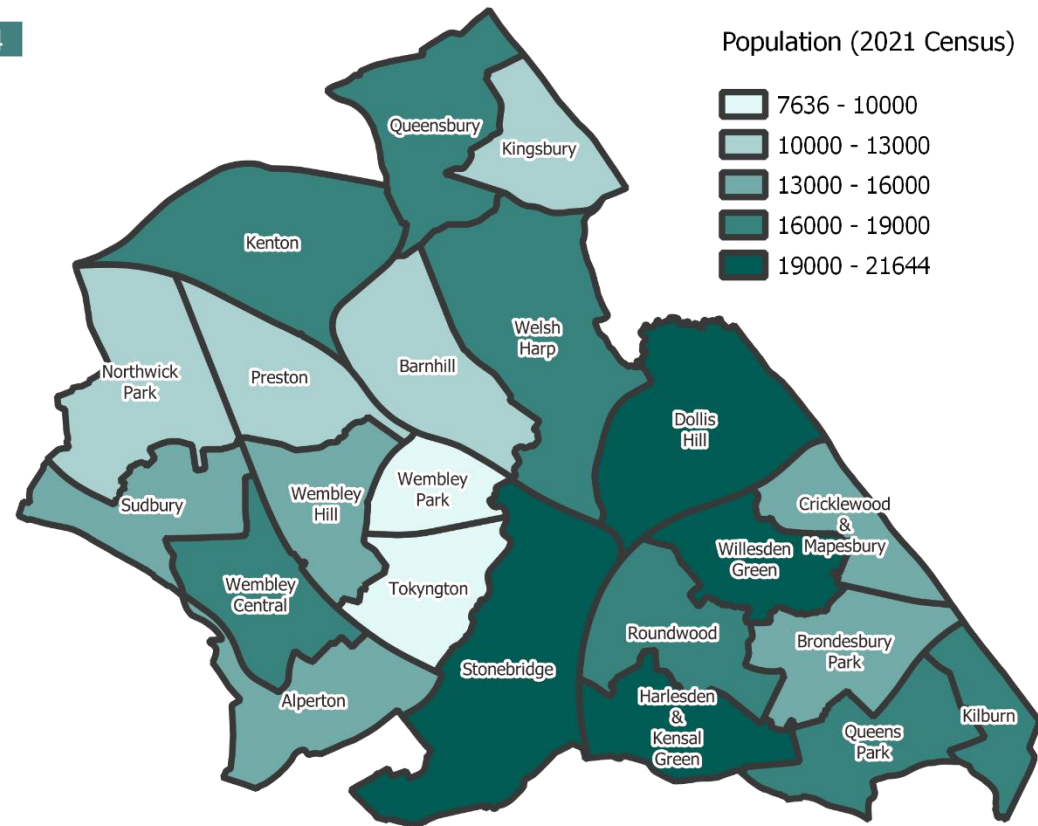 Population (2021 Census)
7636 - 10000
10000 - 13000
13000 - 16000
16000 - 19000
19000 - 21644
Queensbury
Kingsbury
Kenton
Welsh
Harp
Northwick
Park
Preston
Barnhill
Dollis
Hill
Sudbury
Wembley
Hill
Wembley
Park
Cricklewood
&
Mapesbury
Willesden
Green
Wembley
Central
Tokyngton
Roundwood
Brondesbury
Park
Stonebridge
Alperton
Harlesden
&
Kensal
Green
Queens
Park
Kilburn